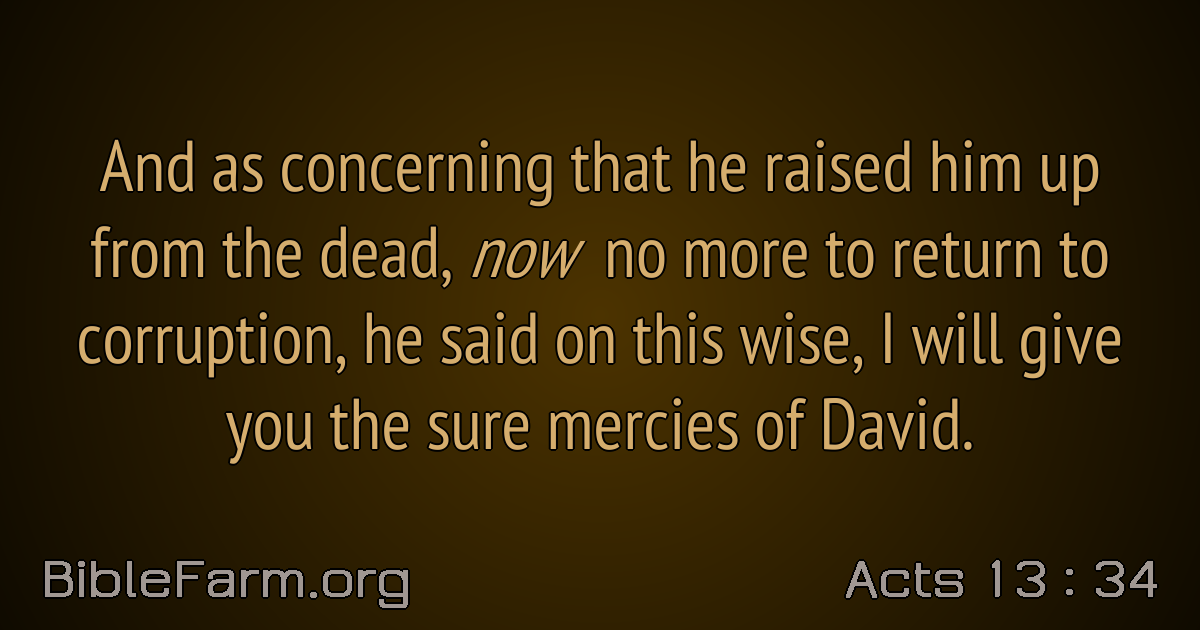 And as concerning that he raised him up
from the dead, now no more to return to
corruption, he said on this wise, I will give
you the sure mercies of David.
BibleFarm.org
Acts 13 : 34